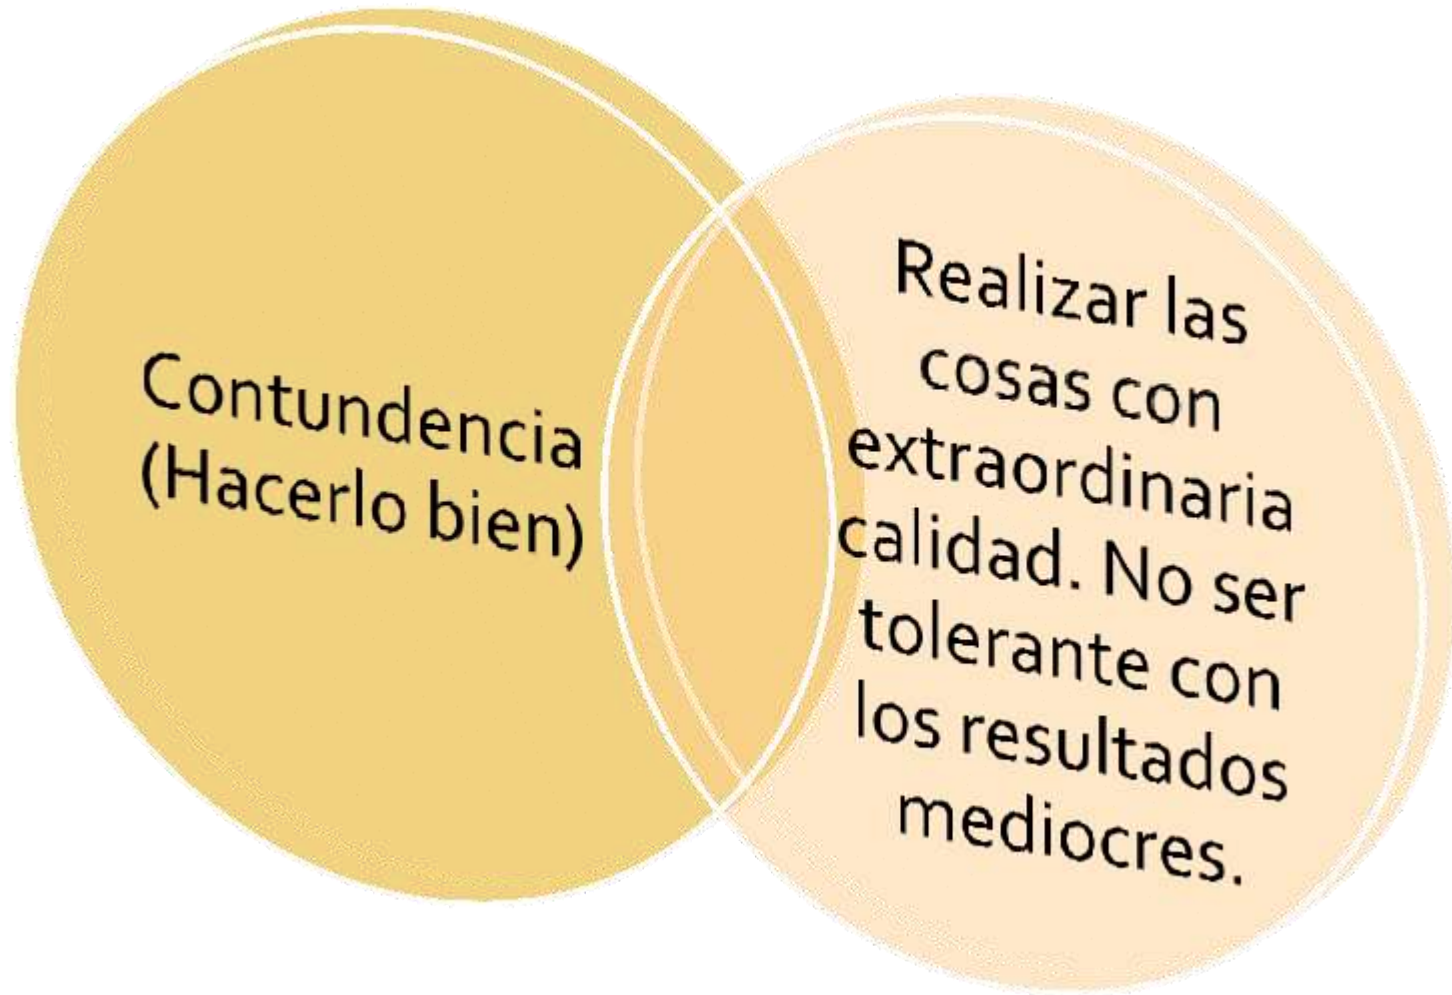 Contundencia
(Hacerlo bien)
Realizar las
cosas con
extraordinaria
calidad. No ser
tolerante con
los resultados
mediocres.